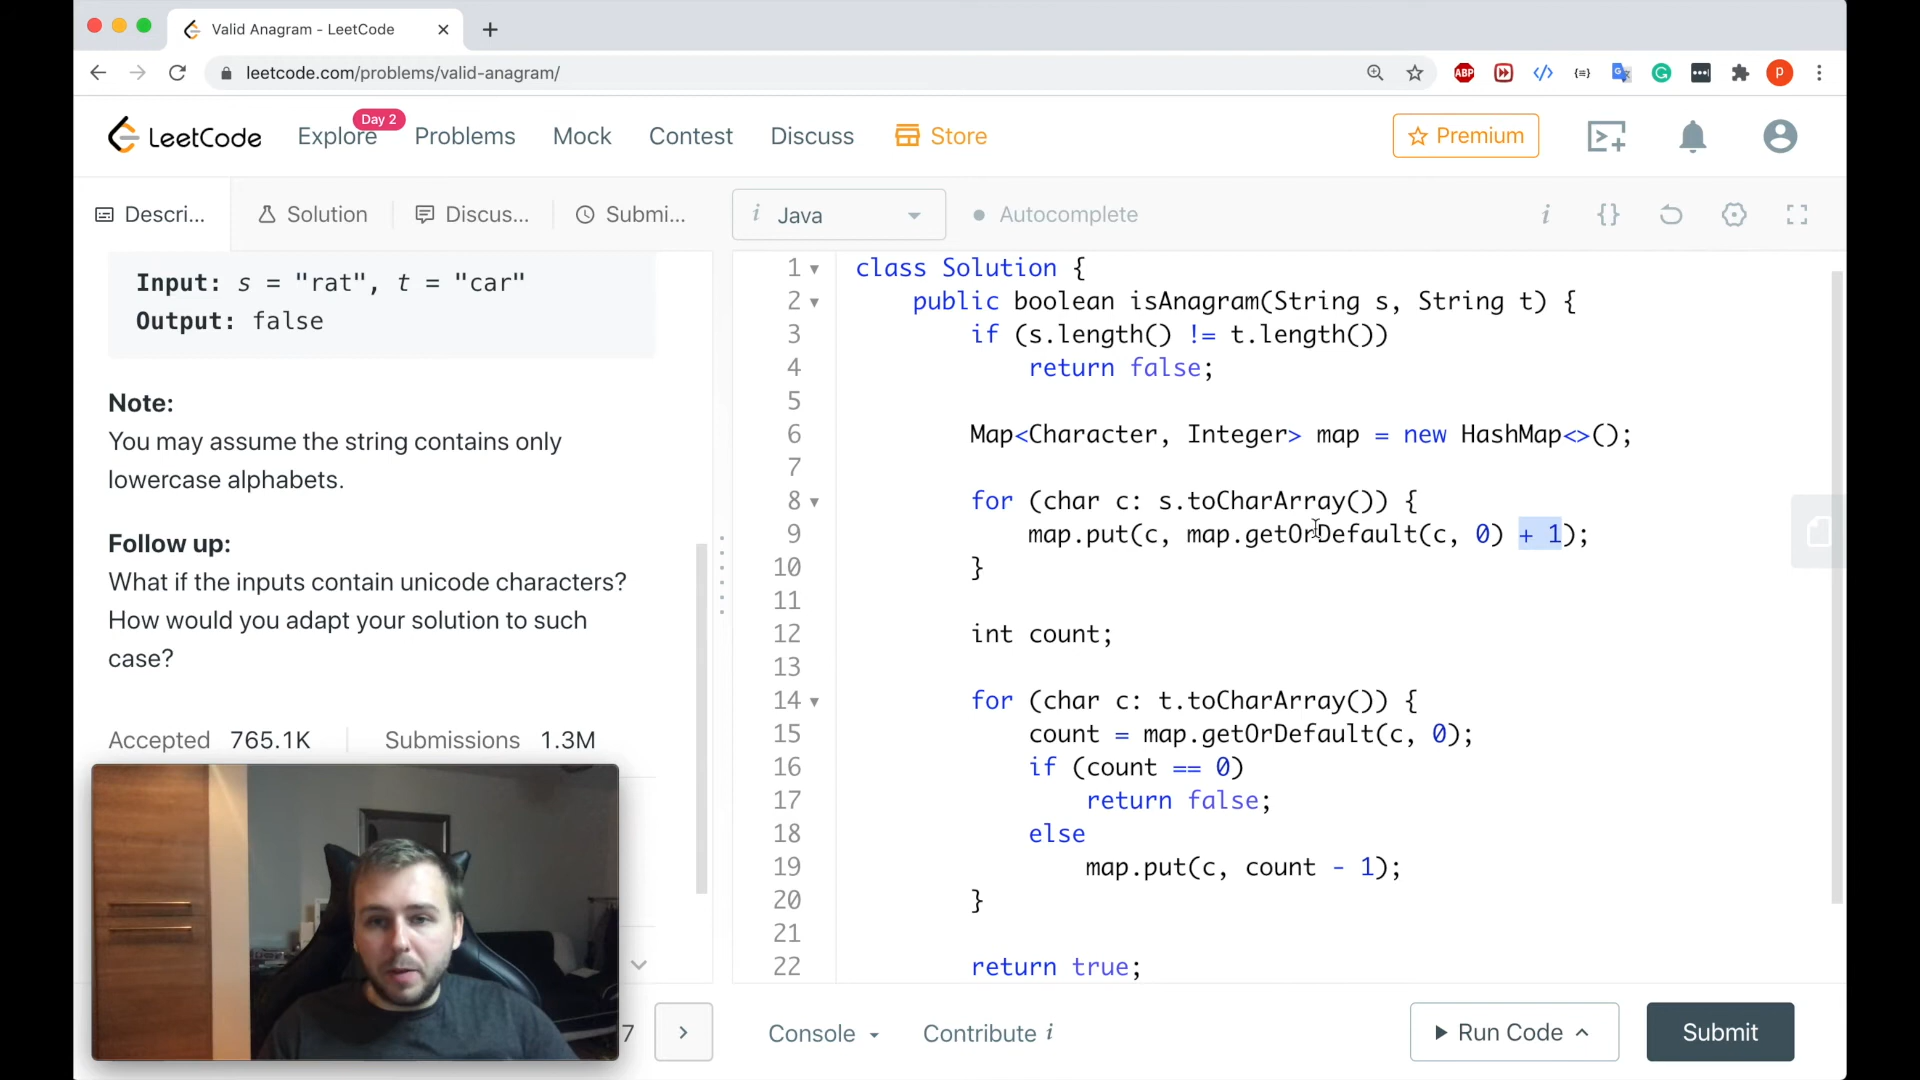 Valid Anagram - LeetCode
leetcode.com/problems/valid-anagram/
ABP
P
LeetCode
Explore
Day 2
Problems
Mock
Contest
Discuss
Store
Premium
Descri...
Solution
Discus...
Submi...
i Java
Autocomplete
i
{}
Input: s = "rat", t = "car"
Output: false
Note:
You may assume the string contains only
lowercase alphabets.
Follow up:
What if the inputs contain unicode characters?
How would you adapt your solution to such
case?
Accepted 765.1K
Submissions 1.3M
7
1 class Solution {
2 public boolean isAnagram(String s, String t) {
3 if (s.length() != t.length())
4 return false;
5
6 Map<Character, Integer> map = new HashMap<>();
7
8 for (char c: s.toCharArray()) {
9 map.put(c, map.getOrDefault(c, 0) + 1);
10 }
11
12 int count;
13
14 for (char c: t.toCharArray()) {
15 count = map.getOrDefault(c, 0);
16 if (count == 0)
17 return false;
18 else
19 map.put(c, count - 1);
20 }
21
22 return true;
Console
Contribute i
Run Code
Submit